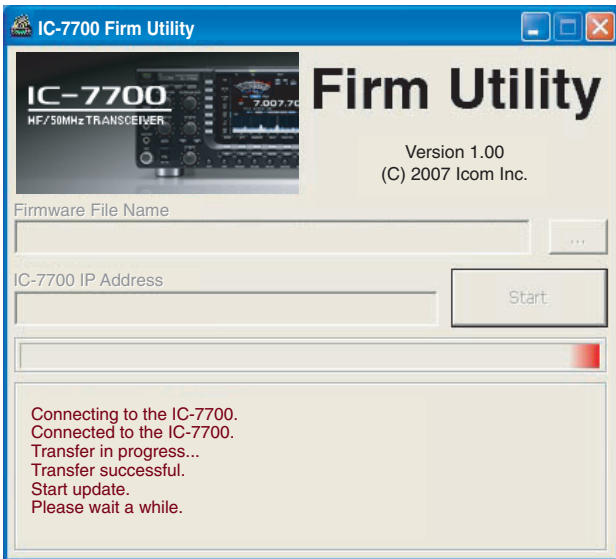 IC-7700 Firm Utility
IC-7700
HF/50MHz TRANSCEIVER
7.007.70
Firm Utility
Version 1.00
(C) 2007 Icom Inc.
Firmware File Name
...
IC-7700 IP Address
Start
Connecting to the IC-7700.
Connected to the IC-7700.
Transfer in progress...
Transfer successful.
Start update.
Please wait a while.